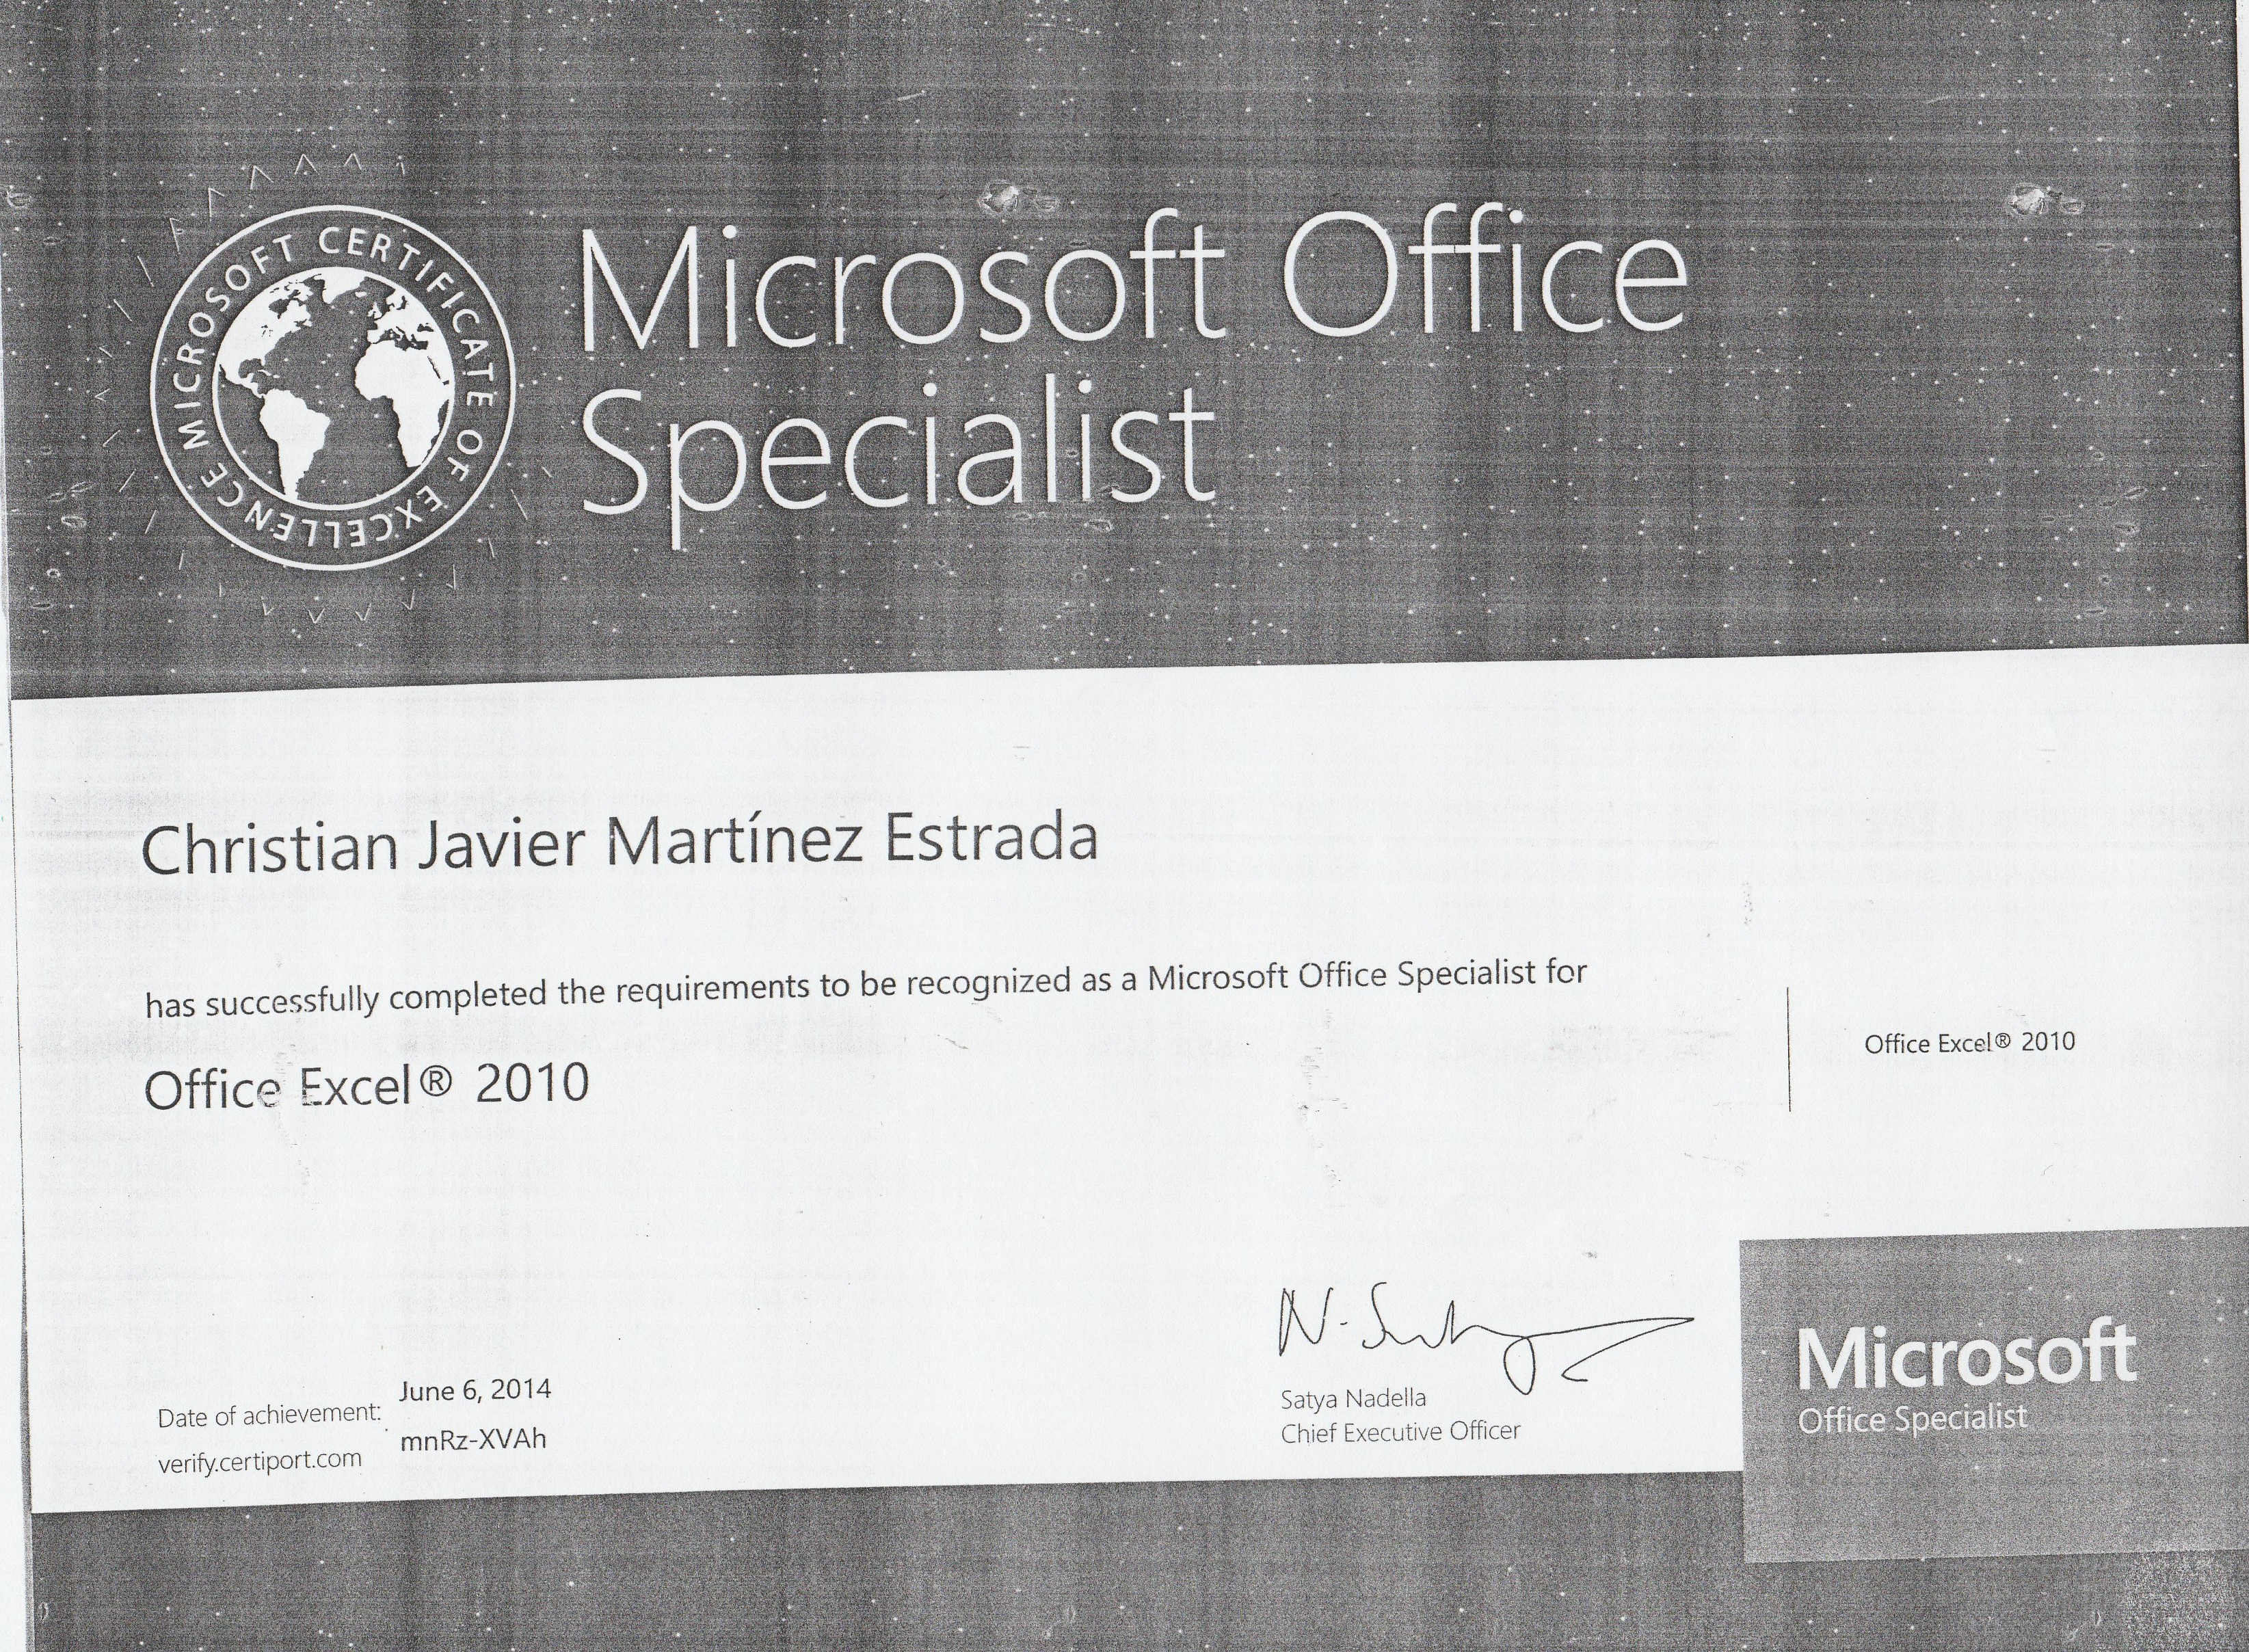 MICROSOFT CERTIFICATE OF EXCELLENCE
Microsoft Office
Specialist
Christian Javier Martínez Estrada
has successfully completed the requirements to be recognized as a Microsoft Office Specialist for
Office Excel® 2010
Office Excel® 2010
Date of achievement: June 6, 2014
verify.certiport.com mnRz-XVAh
N. Satya
Satya Nadella
Chief Executive Officer
Microsoft
Office Specialist